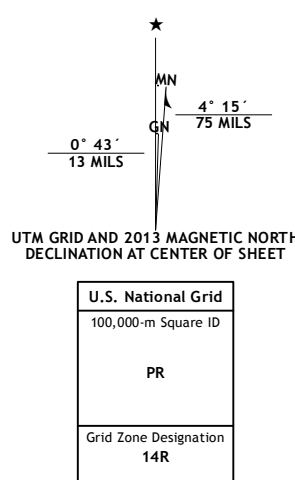 ★
MN
GN
4° 15´
75 MILS
0° 43´
13 MILS
UTM GRID AND 2013 MAGNETIC NORTH
DECLINATION AT CENTER OF SHEET
U.S. National Grid
100,000-m Square ID
PR
Grid Zone Designation
14R